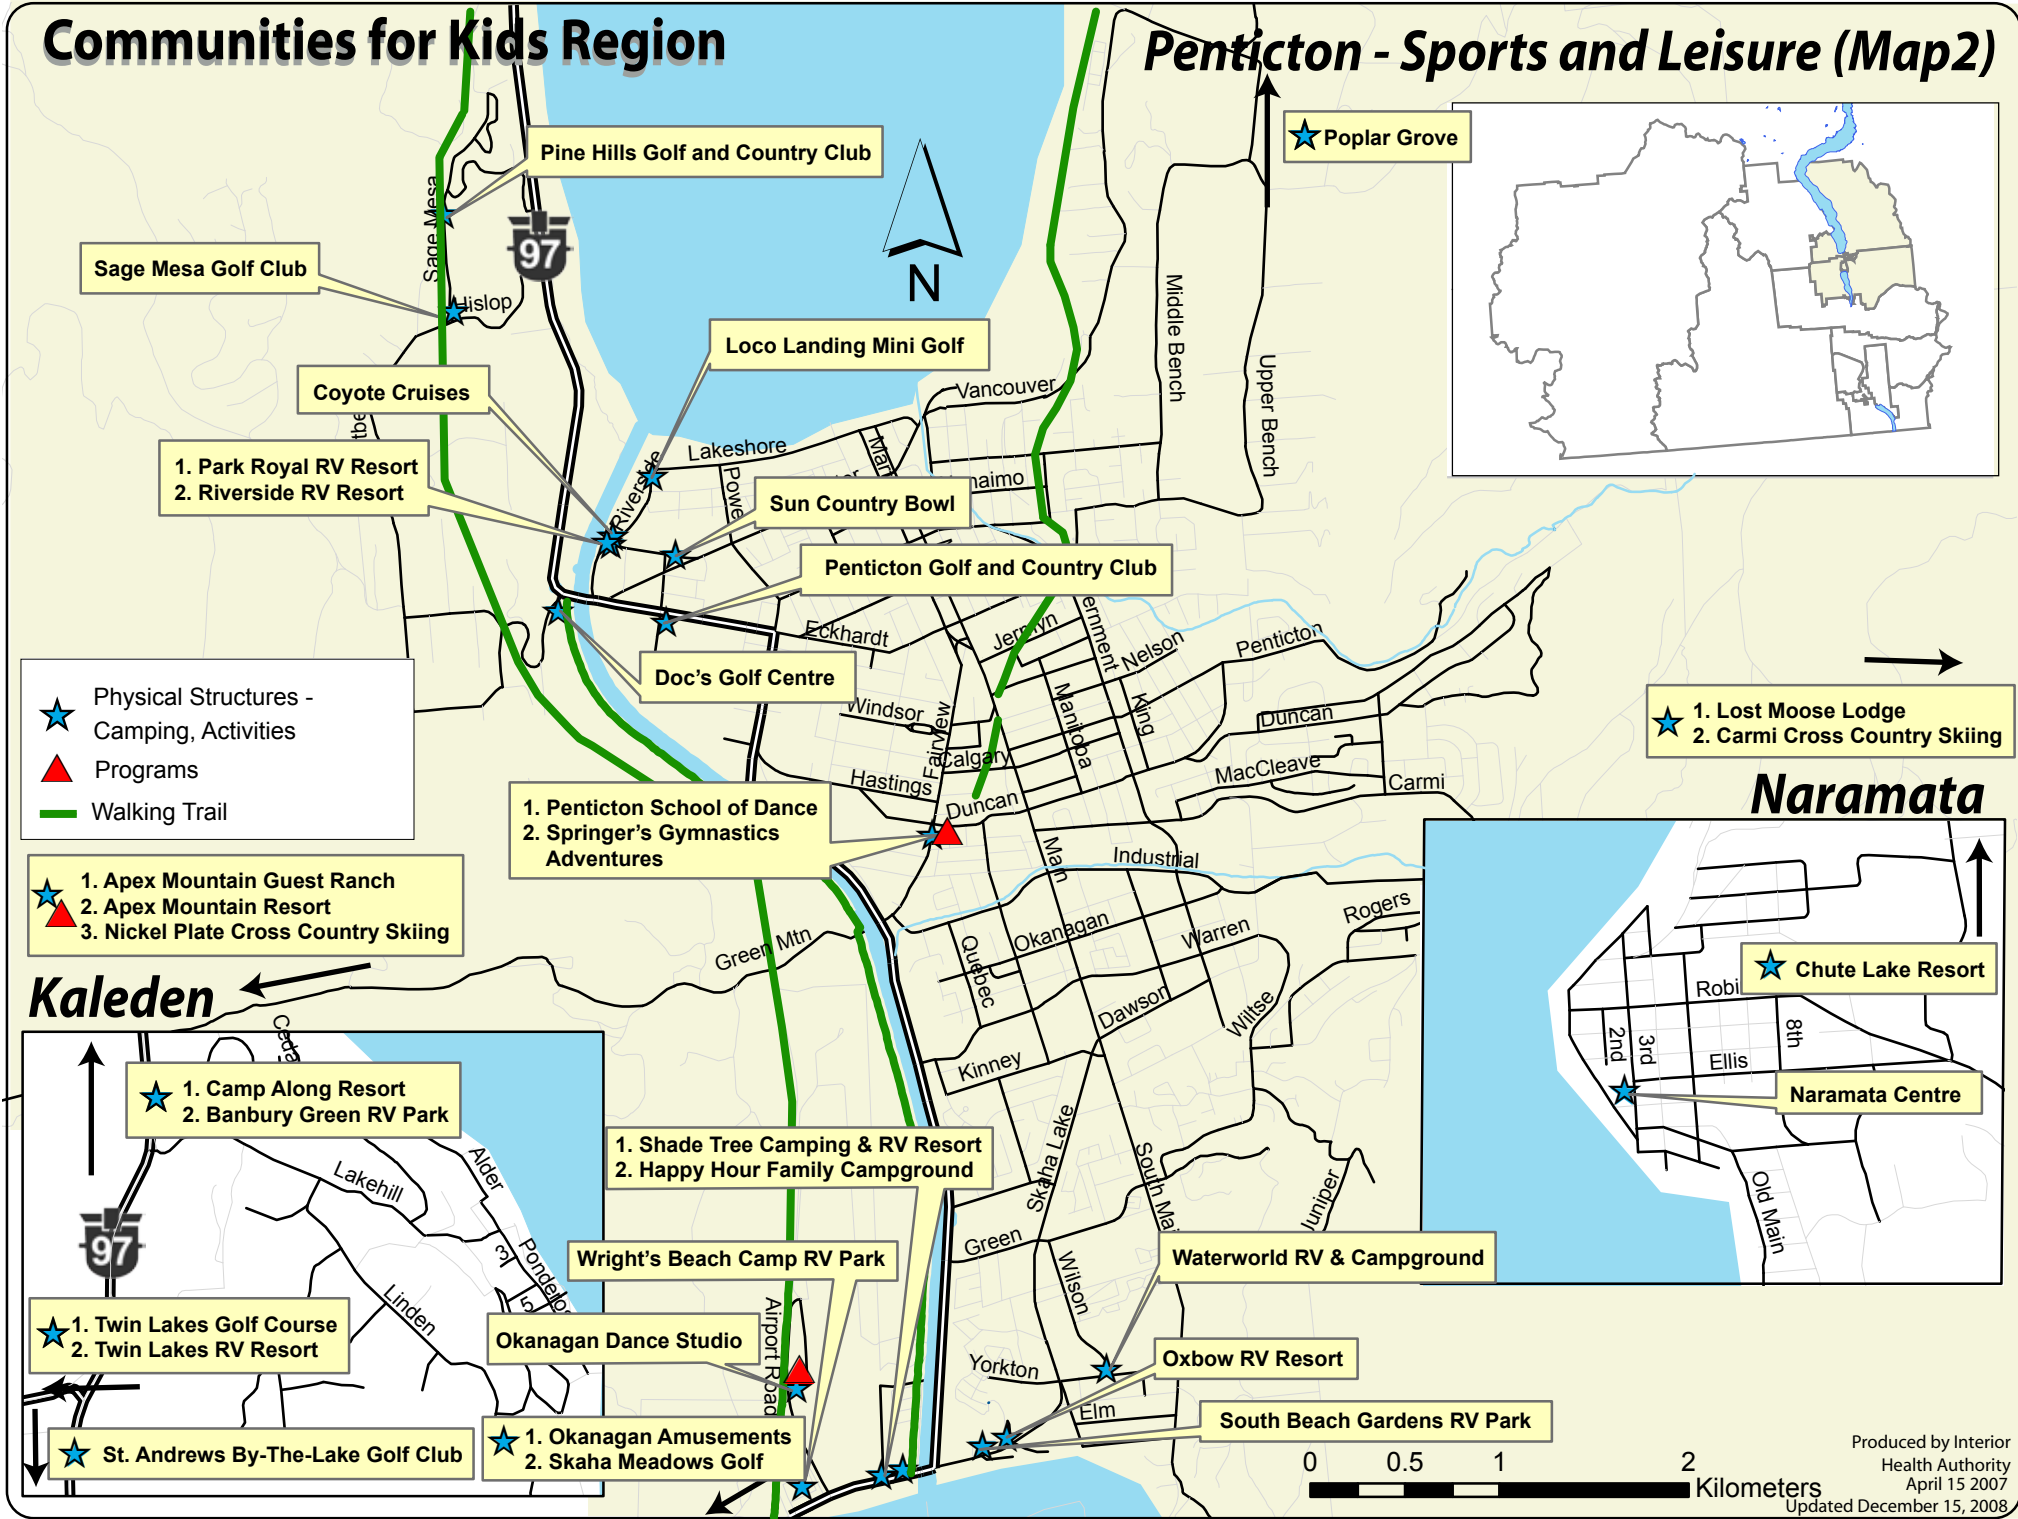 Communities for Kids Region
Penticton - Sports and Leisure (Map2)
Poplar Grove
Pine Hills Golf and Country Club
Sage Mesa
97
Sage Mesa Golf Club
Hislop
N
Loco Landing Mini Golf
Coyote Cruises
Vancouver
Middle Bench
Upper Bench
Lakeshore
1. Park Royal RV Resort
2. Riverside RV Resort
Riverside
Sun Country Bowl
Penticton Golf and Country Club
Eckhardt
Jermyn
Nelson
Penticton
Doc's Golf Centre
Physical Structures -
Camping, Activities
Programs
Walking Trail
Windsor
Fairview
Manitoba
King
Duncan
1. Lost Moose Lodge
2. Carmi Cross Country Skiing
Calgary
Hastings
MacCleave
Carmi
Naramata
1. Penticton School of Dance
2. Springer's Gymnastics
Adventures
Duncan
Main
Industrial
1. Apex Mountain Guest Ranch
2. Apex Mountain Resort
3. Nickel Plate Cross Country Skiing
Green Mtn
Quebec
Okanagan
Warren
Rogers
Chute Lake Resort
Kaleden
Dawson
Wiltse
2nd
3rd
8th
Ellis
Kinney
Naramata Centre
1. Camp Along Resort
2. Banbury Green RV Park
Lakehill
Alder
1. Shade Tree Camping & RV Resort
2. Happy Hour Family Campground
Skaha Lake
Juniper
Old Main
97
3
5
Linden
Wright's Beach Camp RV Park
Green
Wilson
Waterworld RV & Campground
1. Twin Lakes Golf Course
2. Twin Lakes RV Resort
Okanagan Dance Studio
Airport Road
Yorkton
Oxbow RV Resort
Elm
South Beach Gardens RV Park
St. Andrews By-The-Lake Golf Club
1. Okanagan Amusements
2. Skaha Meadows Golf
0 0.5 1 2
Kilometers
Produced by Interior
Health Authority
April 15 2007
Updated December 15, 2008